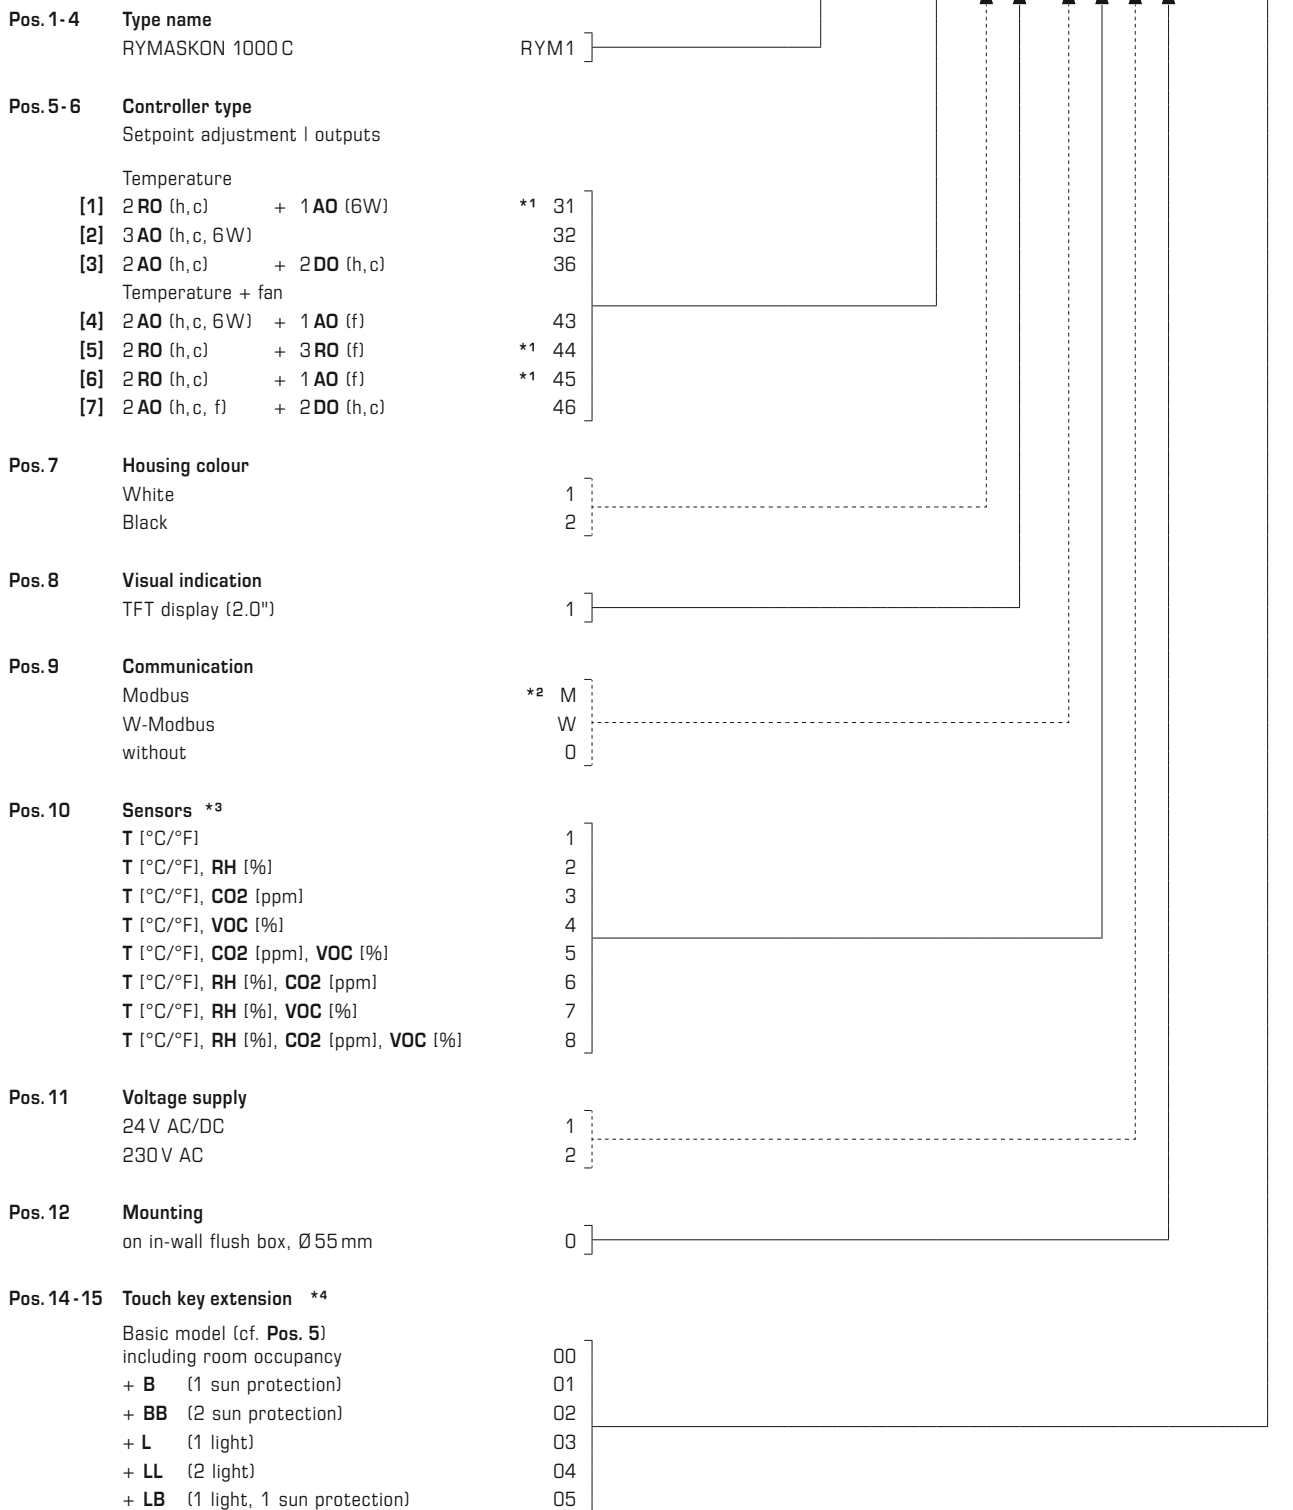 Pos. 1 - 4 Type name
RYMASKON 1000 C RYM1
Pos. 5 - 6 Controller type
Setpoint adjustment | outputs
Temperature
[1] 2 RO (h, c) + 1 AO (6W) *1 31
[2] 3 AO (h, c, 6W) 32
[3] 2 AO (h, c) + 2 DO (h, c) 36
Temperature + fan
[4] 2 AO (h, c, 6W) + 1 AO (f) 43
[5] 2 RO (h, c) + 3 RO (f) *1 44
[6] 2 RO (h, c) + 1 AO (f) *1 45
[7] 2 AO (h, c, f) + 2 DO (h, c) 46
Pos. 7 Housing colour
White 1
Black 2
Pos. 8 Visual indication
TFT display (2.0") 1
Pos. 9 Communication
Modbus *2 M
W-Modbus W
without 0
Pos. 10 Sensors *3
T [°C/°F] 1
T [°C/°F], RH [%] 2
T [°C/°F], CO2 [ppm] 3
T [°C/°F], VOC [%] 4
T [°C/°F], CO2 [ppm], VOC [%] 5
T [°C/°F], RH [%], CO2 [ppm] 6
T [°C/°F], RH [%], VOC [%] 7
T [°C/°F], RH [%], CO2 [ppm], VOC [%] 8
Pos. 11 Voltage supply
24 V AC/DC 1
230 V AC 2
Pos. 12 Mounting
on in-wall flush box, Ø 55 mm 0
Pos. 14 - 15 Touch key extension *4
Basic model (cf. Pos. 5)
including room occupancy 00
+ B (1 sun protection) 01
+ BB (2 sun protection) 02
+ L (1 light) 03
+ LL (2 light) 04
+ LB (1 light, 1 sun protection) 05